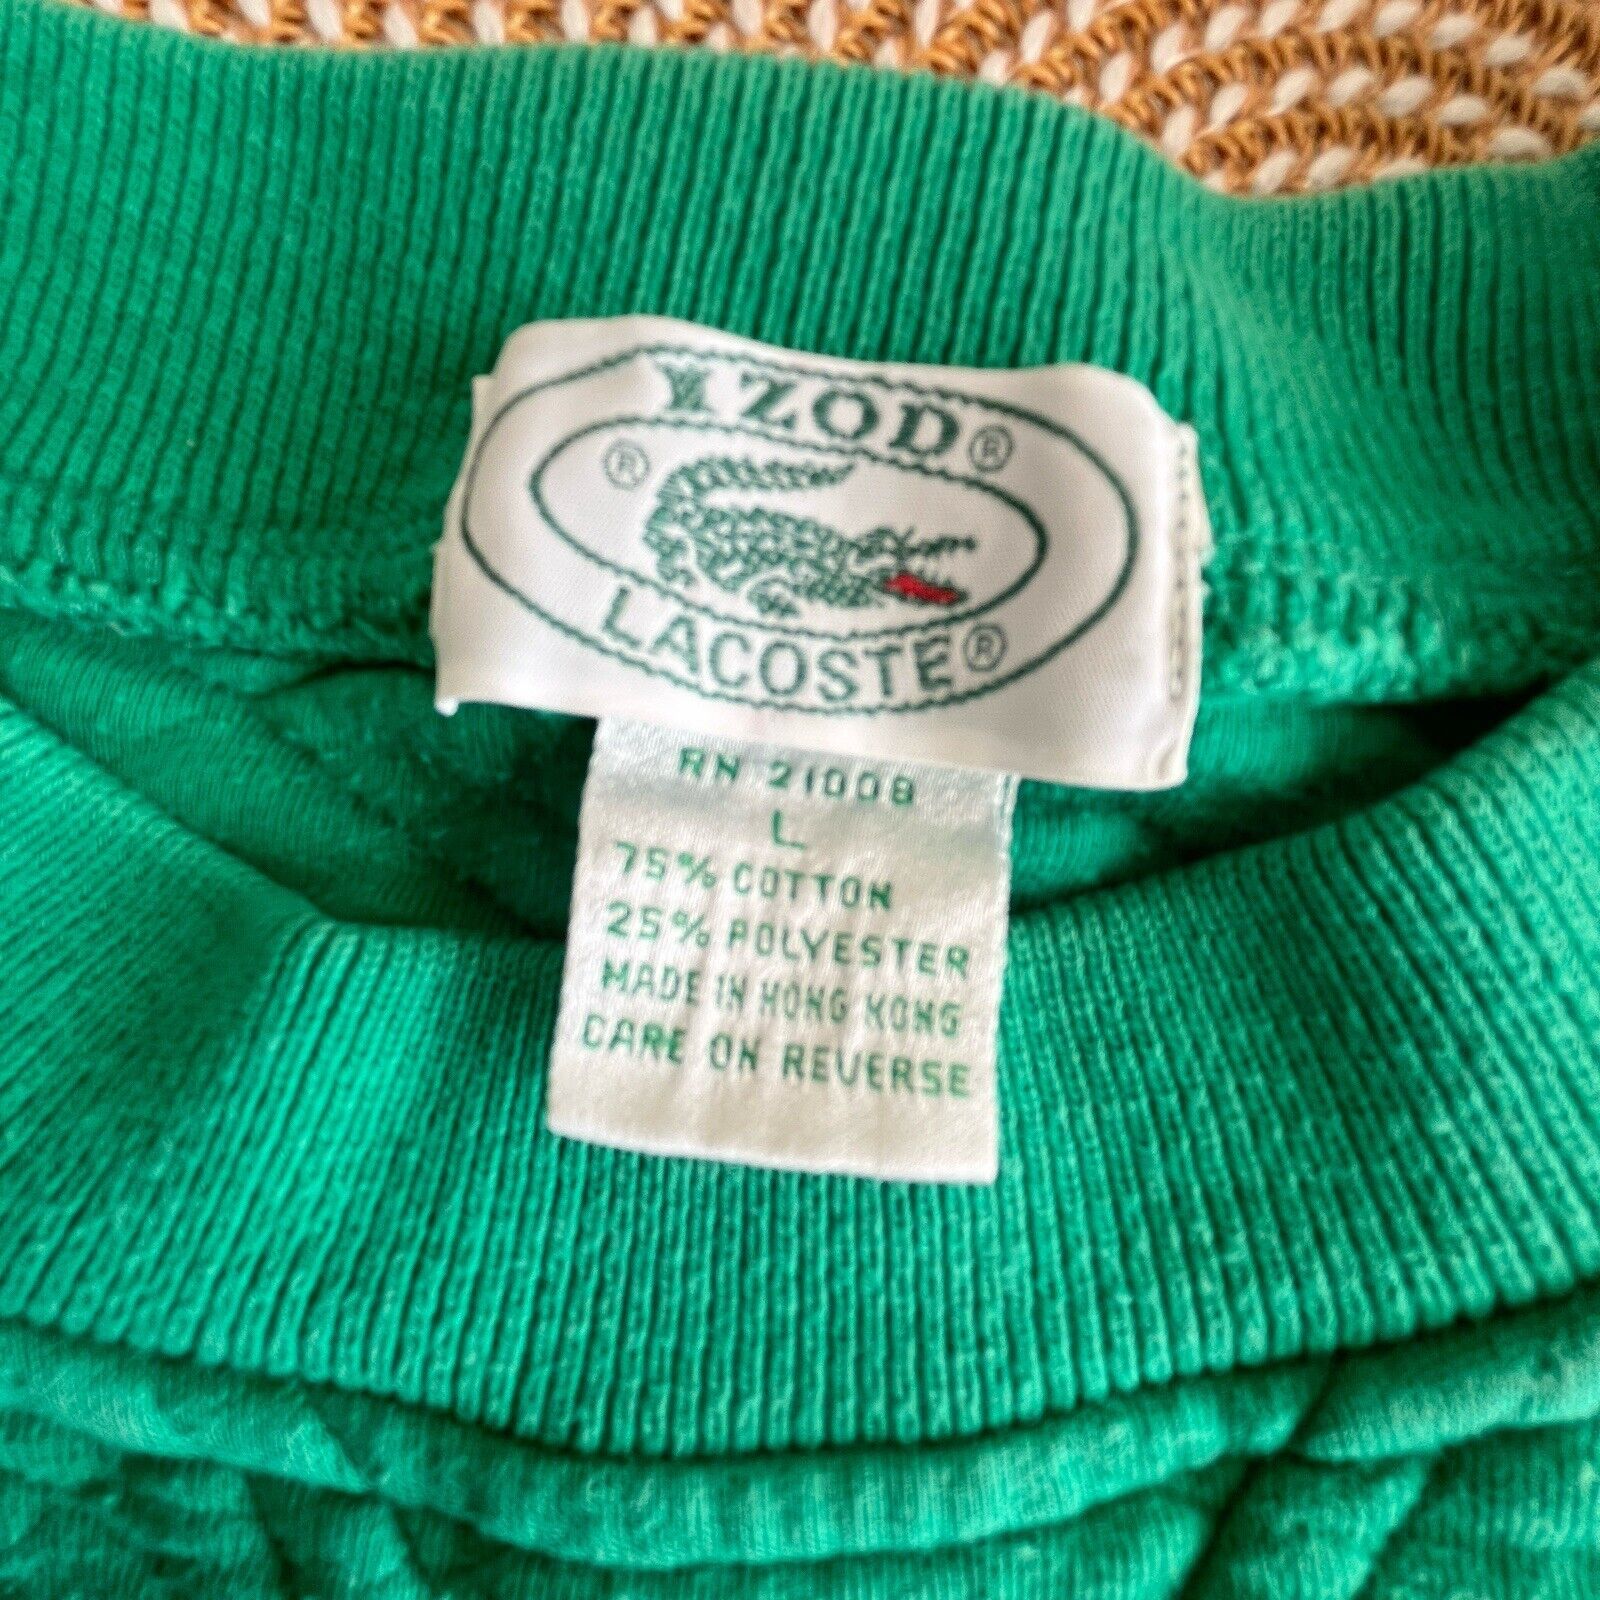 IZOD®
®
LACOSTE®
RN 21008
L
75% COTTON
25% POLYESTER
MADE IN HONG KONG
CARE ON REVERSE